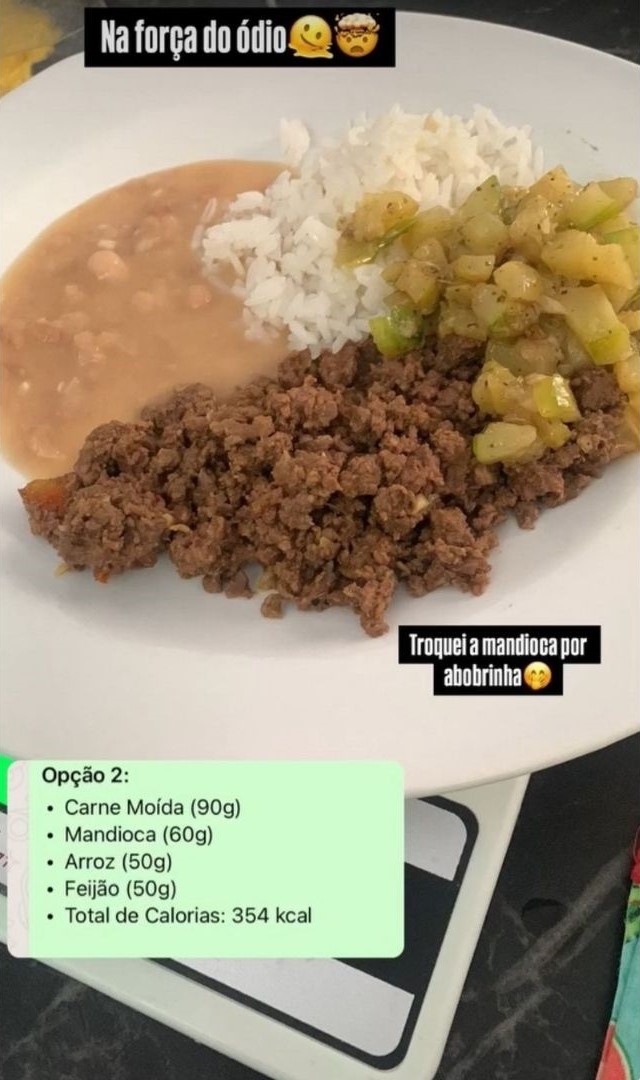 Na força do ódio🫠🤯
Troquei a mandioca por
abobrinha🤭
Opção 2:
• Carne Moída (90g)
• Mandioca (60g)
• Arroz (50g)
• Feijão (50g)
• Total de Calorias: 354 kcal